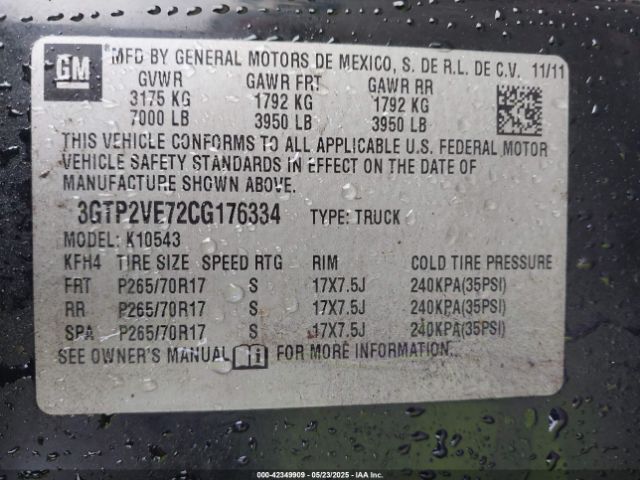 GM MFD BY GENERAL MOTORS DE MEXICO, S. DE R.L. DE C.V. 11/11
GVWR GAWR FRT GAWR RR
3175 KG 1792 KG 1792 KG
7000 LB 3950 LB 3950 LB
THIS VEHICLE CONFORMS TO ALL APPLICABLE U.S. FEDERAL MOTOR
VEHICLE SAFETY STANDARDS IN EFFECT ON THE DATE OF
MANUFACTURE SHOWN ABOVE.
3GTP2VE72CG176334 TYPE: TRUCK
MODEL: K10543
KFH4 TIRE SIZE SPEED RTG RIM COLD TIRE PRESSURE
FRT P265/70R17 S 17X7.5J 240KPA(35PSI)
RR P265/70R17 S 17X7.5J 240KPA(35PSI)
SPA P265/70R17 S 17X7.5J 240KPA(35PSI)
SEE OWNER'S MANUAL FOR MORE INFORMATION.
000-42349909 - 05/23/2025 - IAA Inc.